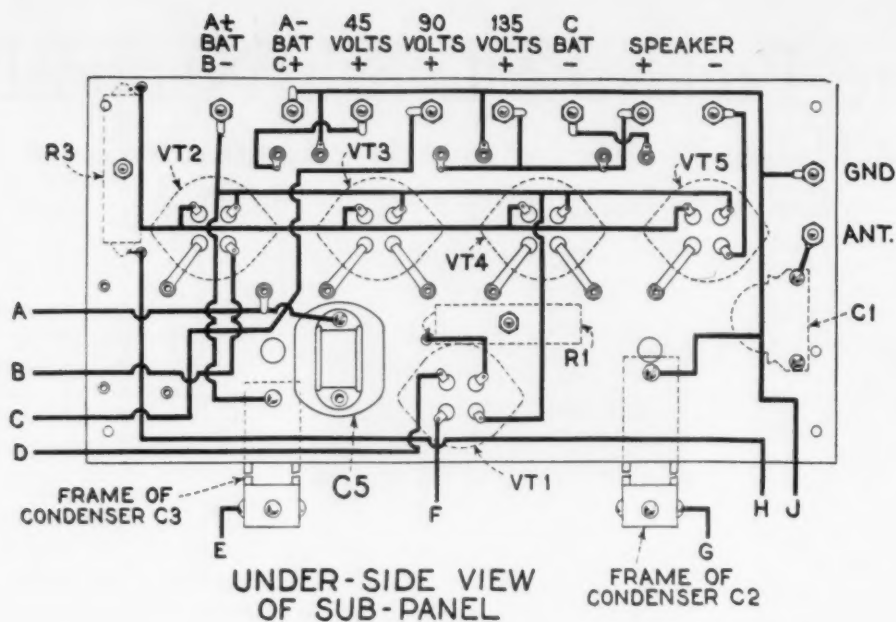 A+ A- 45 90 135 C
BAT BAT VOLTS VOLTS VOLTS BAT SPEAKER
B- C+ + + + - + -
R3
VT2
VT3
VT5
GND
ANT.
VT4
A
C1
R1
B
C
D
C5
VT1
FRAME OF
CONDENSER C3
F
H J
E
G
UNDER-SIDE VIEW
OF SUB-PANEL
FRAME OF
CONDENSER C2